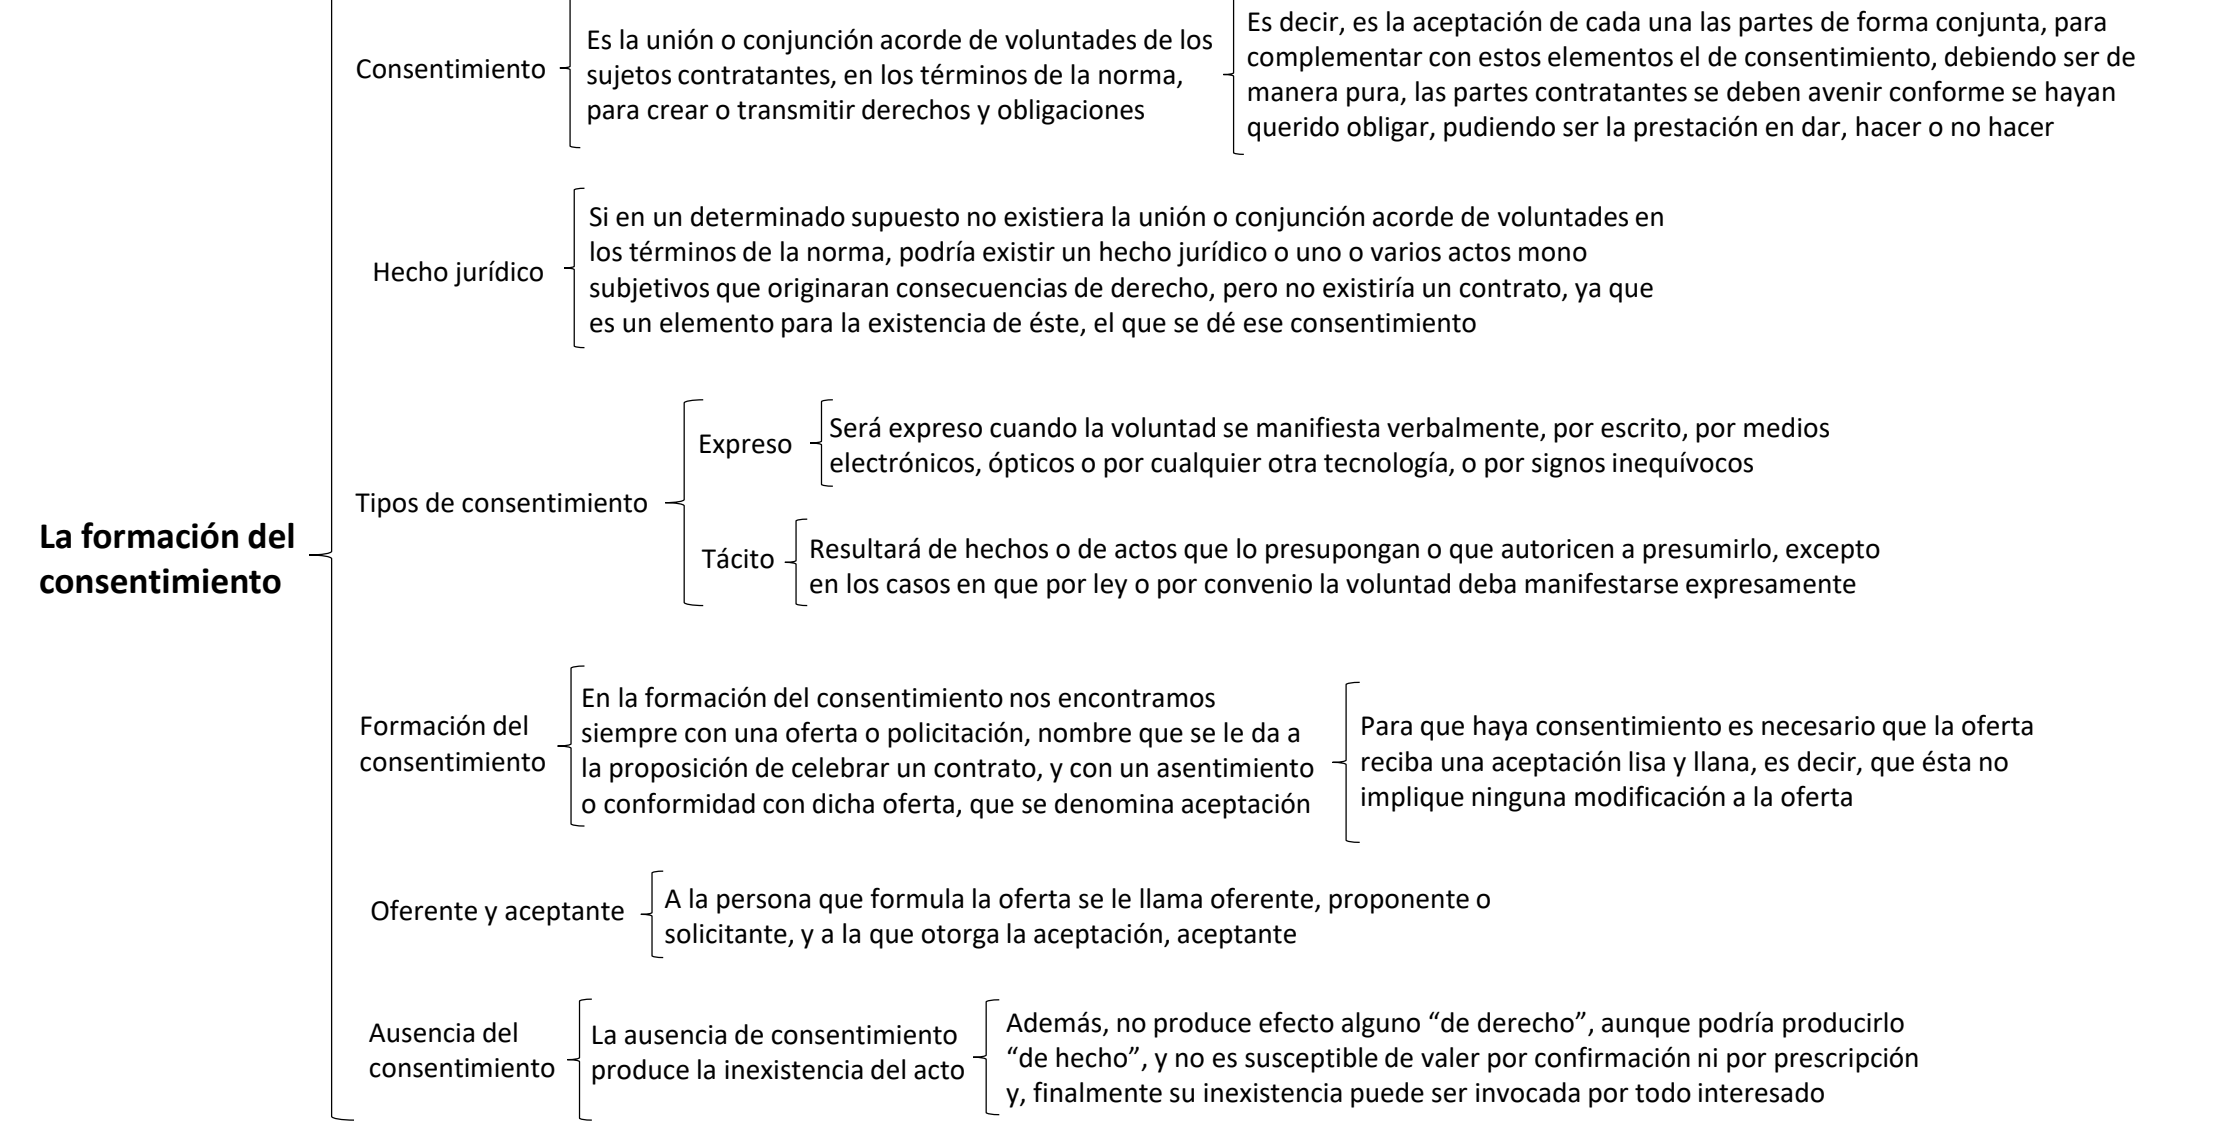 La formación del
consentimiento
Consentimiento
Es la unión o conjunción acorde de voluntades de los
sujetos contratantes, en los términos de la norma,
para crear o transmitir derechos y obligaciones
Es decir, es la aceptación de cada una las partes de forma conjunta, para
complementar con estos elementos el de consentimiento, debiendo ser de
manera pura, las partes contratantes se deben avenir conforme se hayan
querido obligar, pudiendo ser la prestación en dar, hacer o no hacer
Hecho jurídico
Si en un determinado supuesto no existiera la unión o conjunción acorde de voluntades en
los términos de la norma, podría existir un hecho jurídico o uno o varios actos mono
subjetivos que originaran consecuencias de derecho, pero no existiría un contrato, ya que
es un elemento para la existencia de éste, el que se dé ese consentimiento
Tipos de consentimiento
Expreso
Será expreso cuando la voluntad se manifiesta verbalmente, por escrito, por medios
electrónicos, ópticos o por cualquier otra tecnología, o por signos inequívocos
Tácito
Resultará de hechos o de actos que lo presupongan o que autoricen a presumirlo, excepto
en los casos en que por ley o por convenio la voluntad deba manifestarse expresamente
Formación del
consentimiento
En la formación del consentimiento nos encontramos
siempre con una oferta o policitación, nombre que se le da a
la proposición de celebrar un contrato, y con un asentimiento
o conformidad con dicha oferta, que se denomina aceptación
Para que haya consentimiento es necesario que la oferta
reciba una aceptación lisa y llana, es decir, que ésta no
implique ninguna modificación a la oferta
Oferente y aceptante
A la persona que formula la oferta se le llama oferente, proponente o
solicitante, y a la que otorga la aceptación, aceptante
Ausencia del
consentimiento
La ausencia de consentimiento
produce la inexistencia del acto
Además, no produce efecto alguno “de derecho”, aunque podría producirlo
“de hecho”, y no es susceptible de valer por confirmación ni por prescripción
y, finalmente su inexistencia puede ser invocada por todo interesado